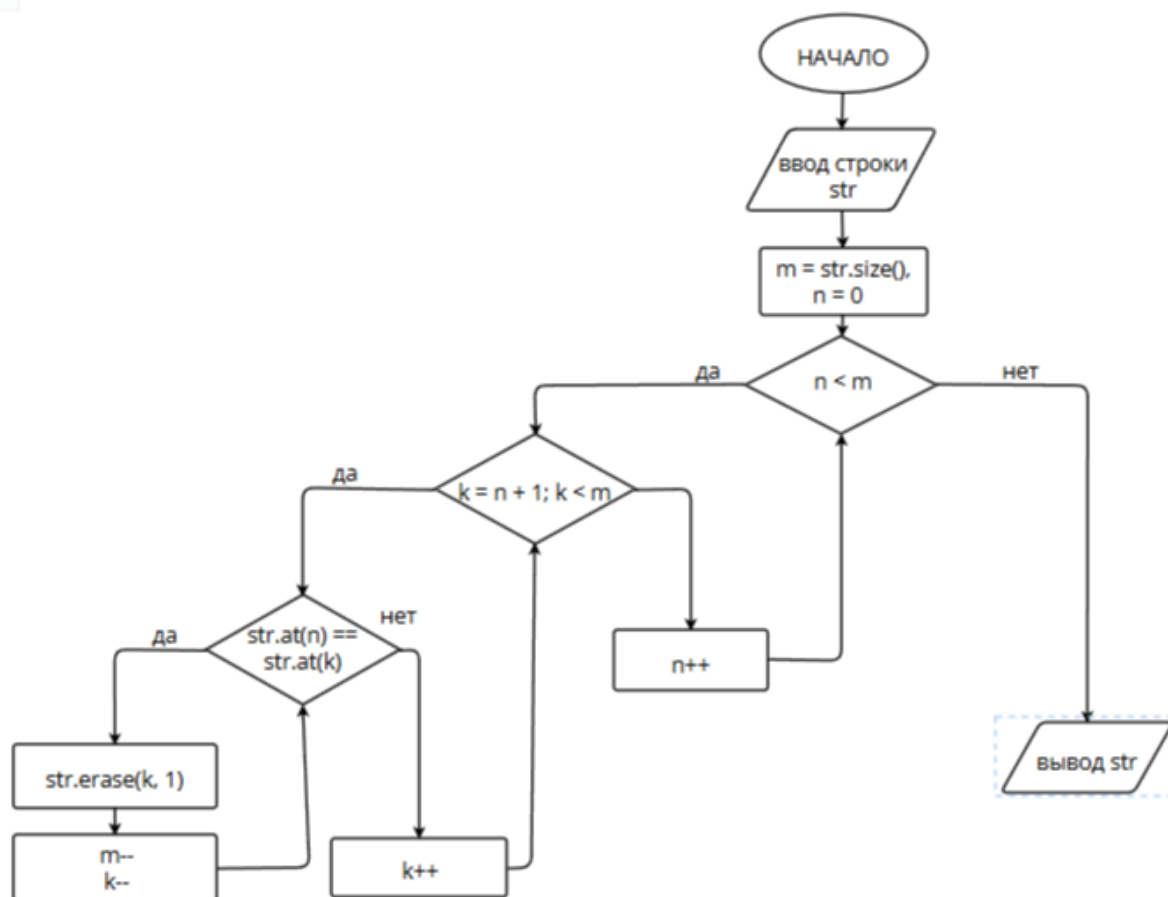 НАЧАЛО
ввод строки
str
m = str.size(),
n = 0
n < m
да
нет
k = n + 1; k < m
да
str.at(n) ==
str.at(k)
да
нет
n++
str.erase(k, 1)
m--
k--
k++
вывод str